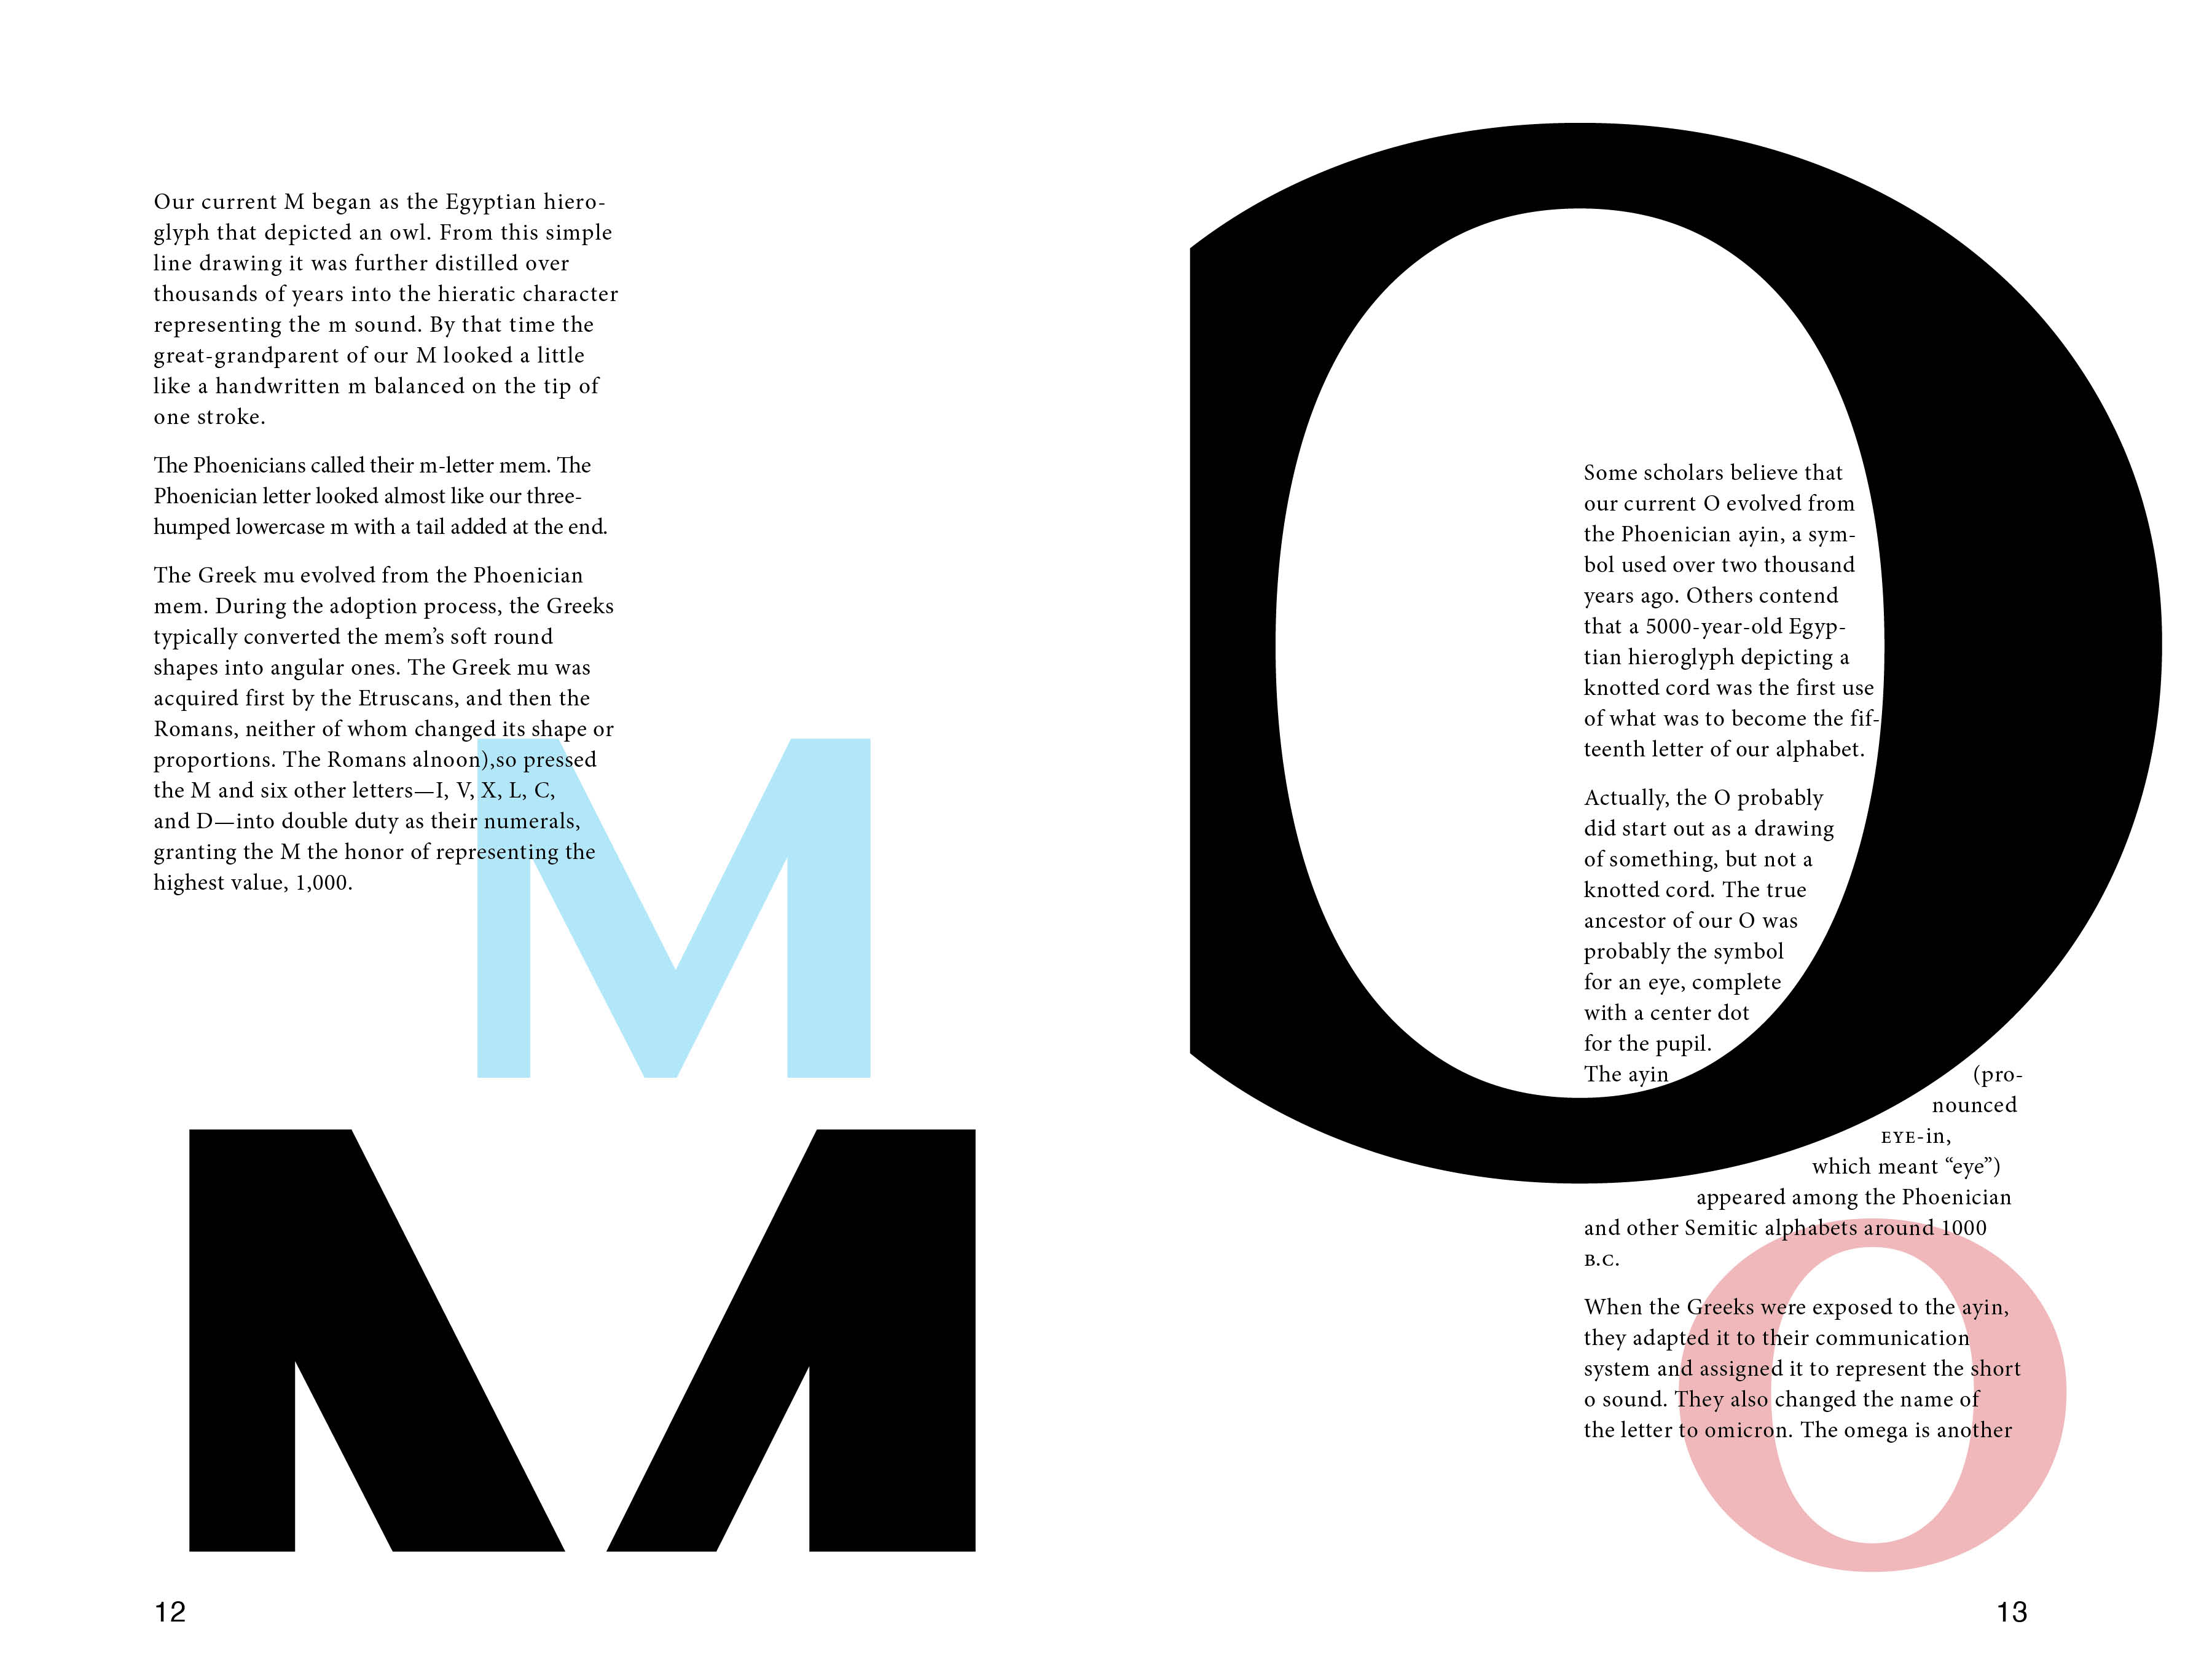 Our current M began as the Egyptian hiero-
glyph that depicted an owl. From this simple
line drawing it was further distilled over
thousands of years into the hieratic character
representing the m sound. By that time the
great-grandparent of our M looked a little
like a handwritten m balanced on the tip of
one stroke.
The Phoenicians called their m-letter mem. The
Phoenician letter looked almost like our three-
humped lowercase m with a tail added at the end.
The Greek mu evolved from the Phoenician
mem. During the adoption process, the Greeks
typically converted the mem’s soft round
shapes into angular ones. The Greek mu was
acquired first by the Etruscans, and then the
Romans, neither of whom changed its shape or
proportions. The Romans alnoon),so pressed
the M and six other letters—I, V, X, L, C,
and D—into double duty as their numerals,
granting the M the honor of representing the
highest value, 1,000.
M
M
12
O
Some scholars believe that
our current O evolved from
the Phoenician ayin, a sym-
bol used over two thousand
years ago. Others contend
that a 5000-year-old Egyp-
tian hieroglyph depicting a
knotted cord was the first use
of what was to become the fif-
teenth letter of our alphabet.
Actually, the O probably
did start out as a drawing
of something, but not a
knotted cord. The true
ancestor of our O was
probably the symbol
for an eye, complete
with a center dot
for the pupil.
The ayin (pro-
nounced
EYE-in,
which meant “eye”)
appeared among the Phoenician
and other Semitic alphabets around 1000
B.C.
When the Greeks were exposed to the ayin,
they adapted it to their communication
system and assigned it to represent the short
o sound. They also changed the name of
the letter to omicron. The omega is another
O
13